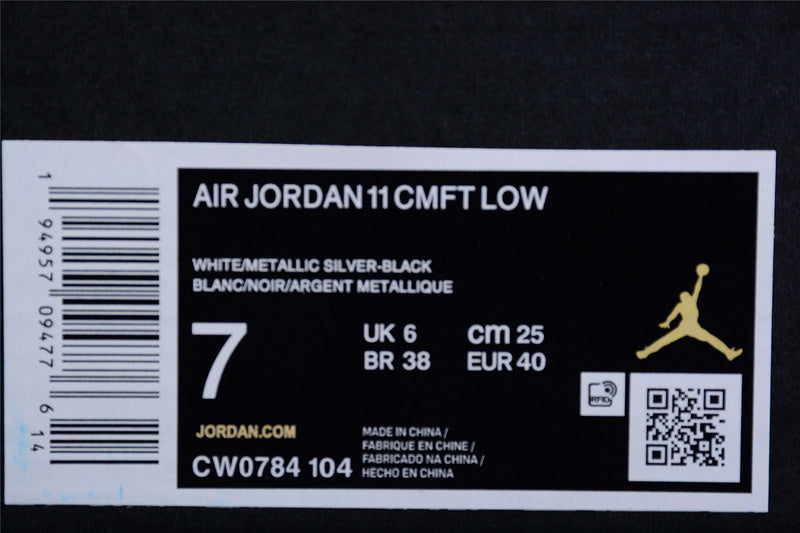 AIR JORDAN 11 CMFT LOW
WHITE/METALLIC SILVER-BLACK
BLANC/NOIR/ARGENT METALLIQUE
7
UK 6 cm 25
BR 38 EUR 40
RFID
JORDAN.COM
CW0784 104
MADE IN CHINA /
FABRIQUE EN CHINE /
FABRICADO NA CHINA /
HECHO EN CHINA
1 94957 09477 6 14